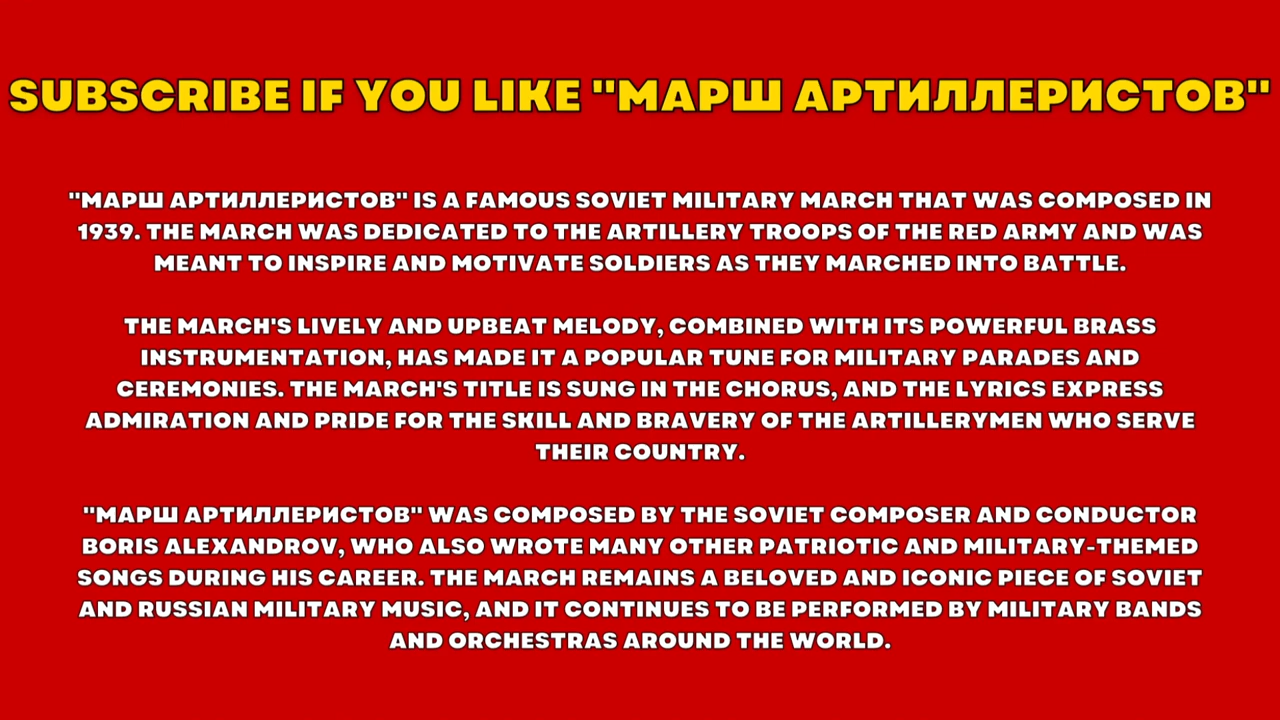 SUBSCRIBE IF YOU LIKE "МАРШ АРТИЛЛЕРИСТОВ"
"МАРШ АРТИЛЛЕРИСТОВ" IS A FAMOUS SOVIET MILITARY MARCH THAT WAS COMPOSED IN
1939. THE MARCH WAS DEDICATED TO THE ARTILLERY TROOPS OF THE RED ARMY AND WAS
MEANT TO INSPIRE AND MOTIVATE SOLDIERS AS THEY MARCHED INTO BATTLE.
THE MARCH'S LIVELY AND UPBEAT MELODY, COMBINED WITH ITS POWERFUL BRASS
INSTRUMENTATION, HAS MADE IT A POPULAR TUNE FOR MILITARY PARADES AND
CEREMONIES. THE MARCH'S TITLE IS SUNG IN THE CHORUS, AND THE LYRICS EXPRESS
ADMIRATION AND PRIDE FOR THE SKILL AND BRAVERY OF THE ARTILLERYMEN WHO SERVE
THEIR COUNTRY.
"МАРШ АРТИЛЛЕРИСТОВ" WAS COMPOSED BY THE SOVIET COMPOSER AND CONDUCTOR
BORIS ALEXANDROV, WHO ALSO WROTE MANY OTHER PATRIOTIC AND MILITARY-THEMED
SONGS DURING HIS CAREER. THE MARCH REMAINS A BELOVED AND ICONIC PIECE OF SOVIET
AND RUSSIAN MILITARY MUSIC, AND IT CONTINUES TO BE PERFORMED BY MILITARY BANDS
AND ORCHESTRAS AROUND THE WORLD.